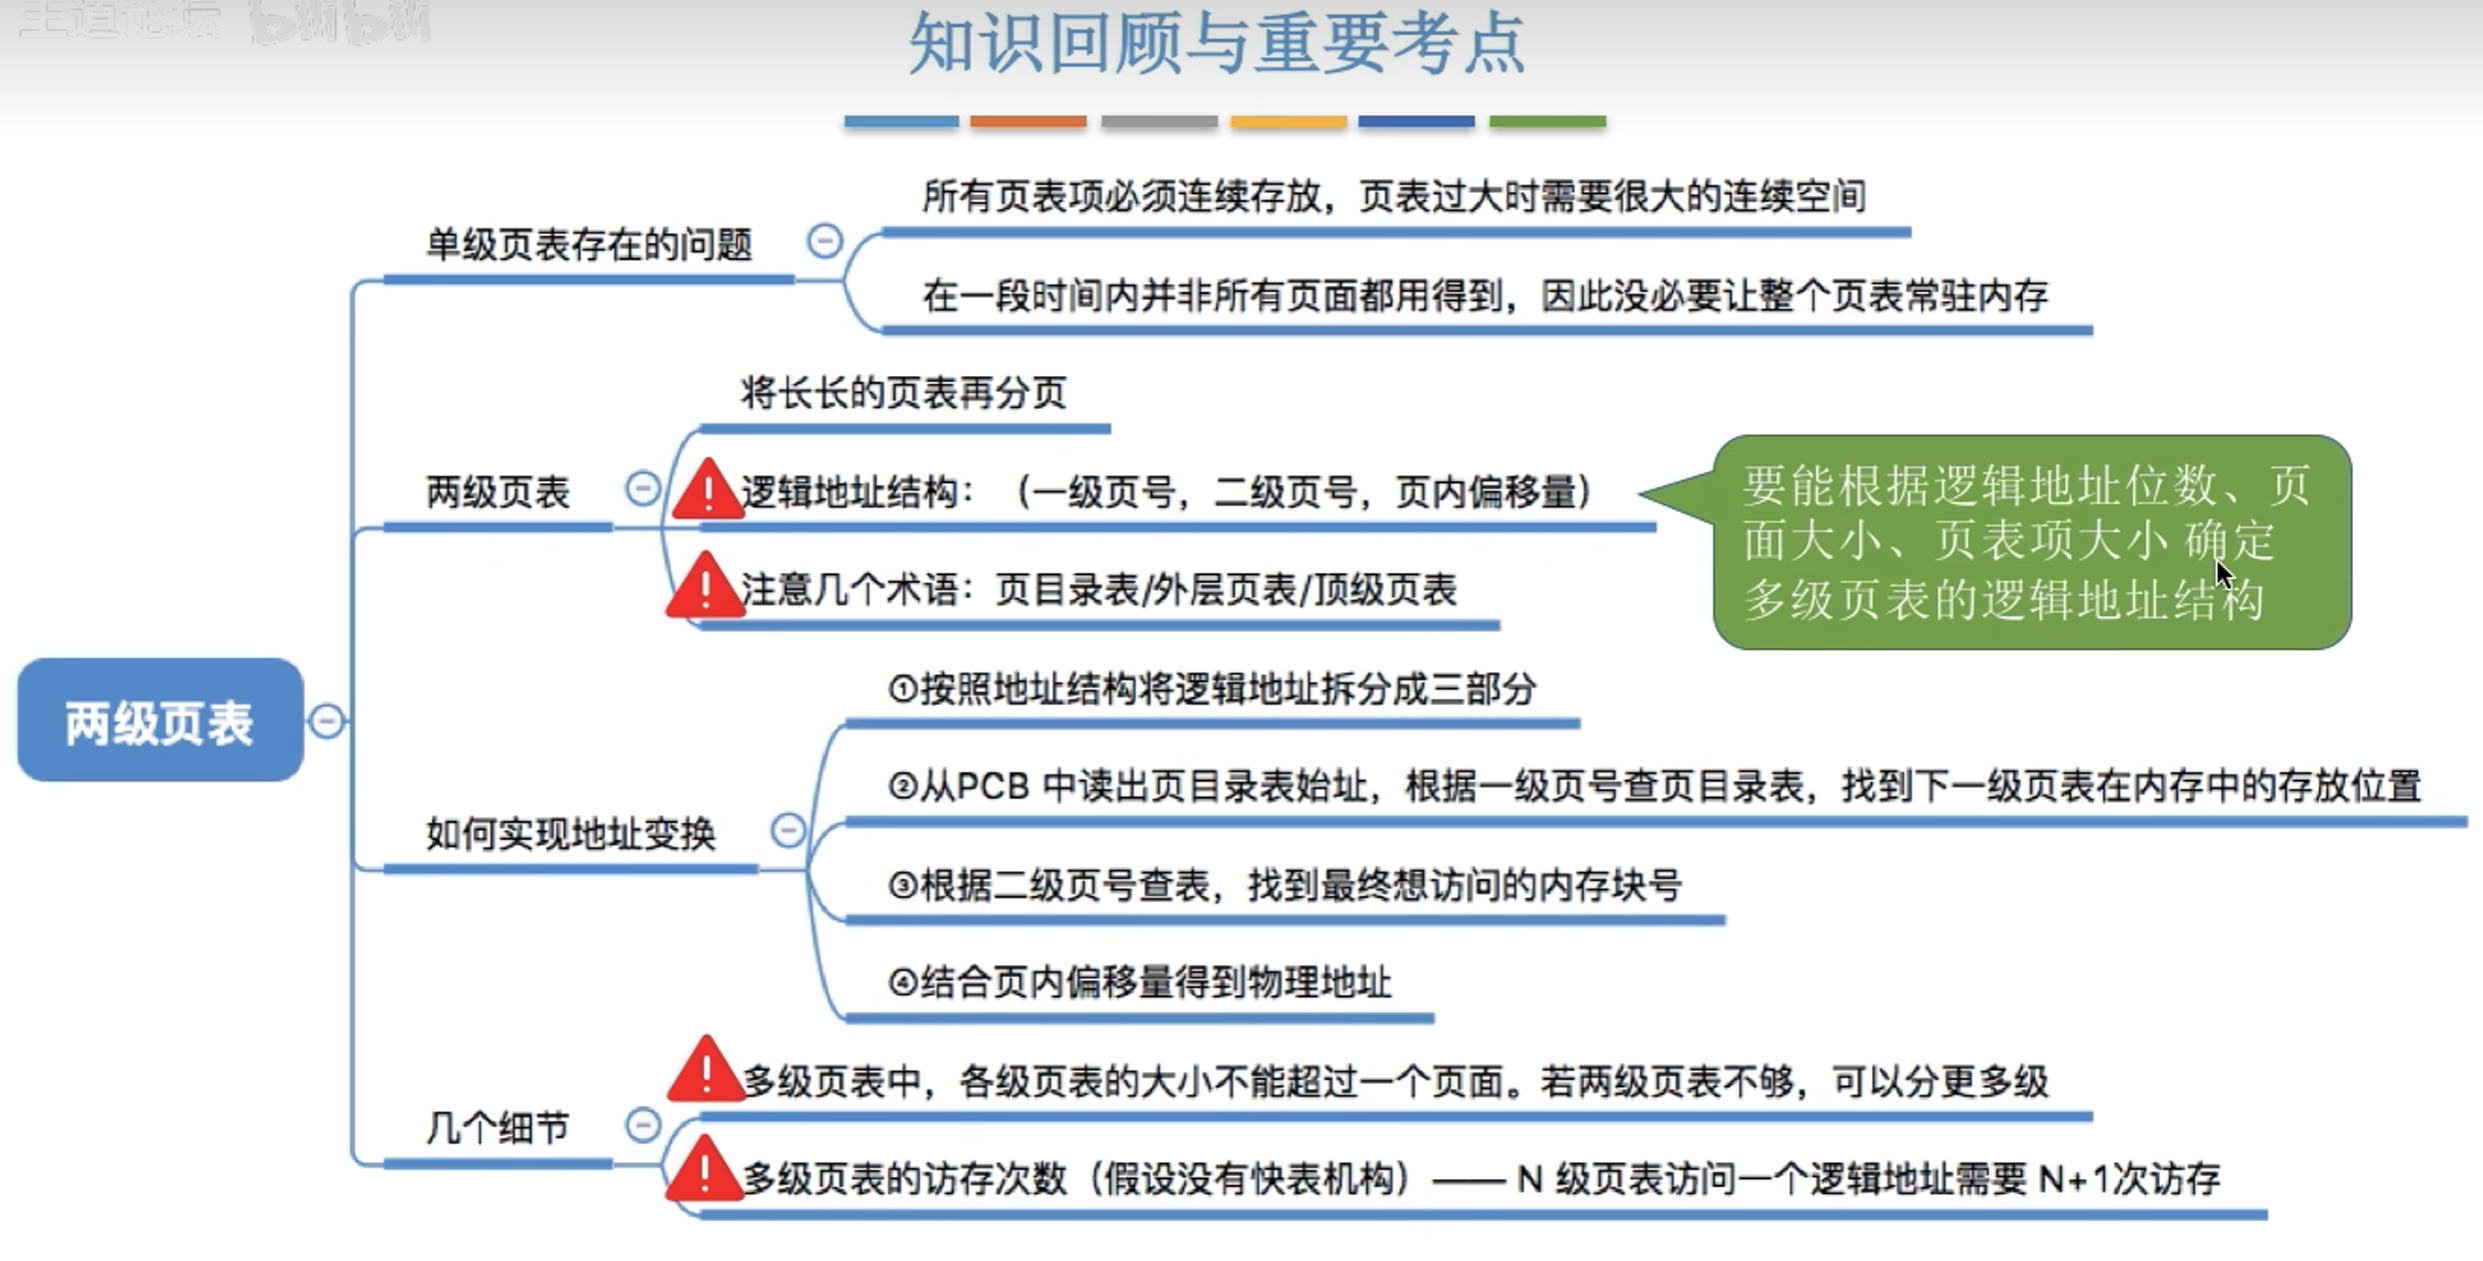 王道论坛 bilibili
知识回顾与重要考点
两级页表
单级页表存在的问题
所有页表项必须连续存放，页表过大时需要很大的连续空间
在一段时间内并非所有页面都用得到，因此没必要让整个页表常驻内存
两级页表
将长长的页表再分页
逻辑地址结构：（一级页号，二级页号，页内偏移量）
要能根据逻辑地址位数、页
面大小、页表项大小 确定
多级页表的逻辑地址结构
注意几个术语：页目录表/外层页表/顶级页表
如何实现地址变换
①按照地址结构将逻辑地址拆分成三部分
②从PCB 中读出页目录表始址，根据一级页号查页目录表，找到下一级页表在内存中的存放位置
③根据二级页号查表，找到最终想访问的内存块号
④结合页内偏移量得到物理地址
几个细节
多级页表中，各级页表的大小不能超过一个页面。若两级页表不够，可以分更多级
多级页表的访存次数（假设没有快表机构）—— N 级页表访问一个逻辑地址需要 N+1次访存